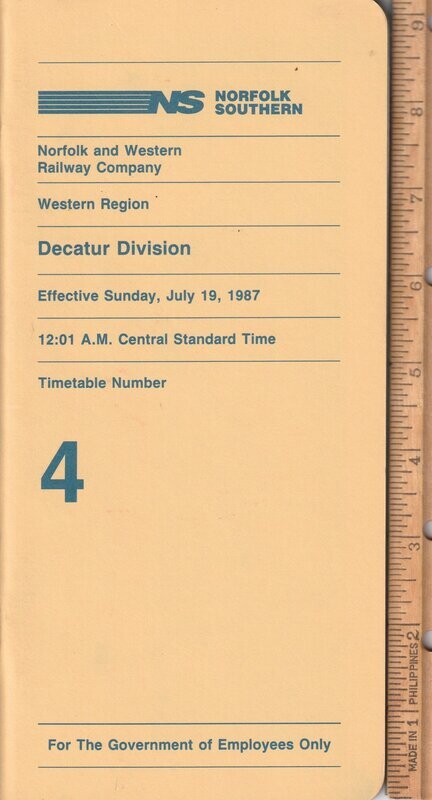 NS NORFOLK
SOUTHERN
Norfolk and Western
Railway Company
Western Region
Decatur Division
Effective Sunday, July 19, 1987
12:01 A.M. Central Standard Time
Timetable Number
4
For The Government of Employees Only
9
8
7
6
5
4
3
2
1
MADE IN PHILIPPINES